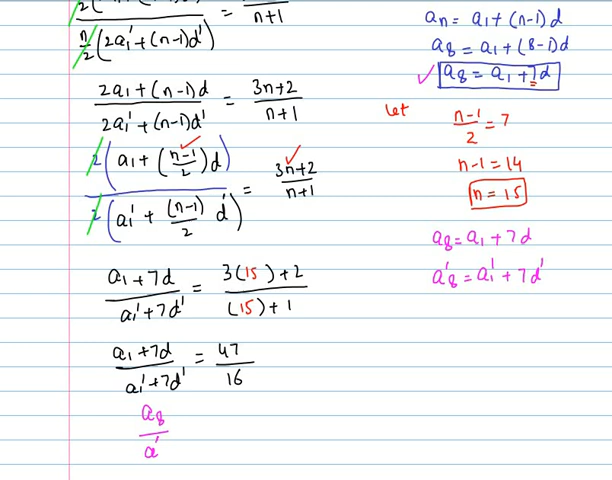 n/2 (2a₁' + (n-1)d') = n+1
2a₁ + (n-1)d / 2a₁' + (n-1)d' = 3n+2 / n+1
2(a₁ + (n-1/2)d) / 2(a₁' + (n-1)/2 d') = 3n+2 / n+1
a₁ + 7d / a₁' + 7d' = 3(15) + 2 / (15) + 1
a₁ + 7d / a₁' + 7d' = 47 / 16
a₈ / a'
aₙ = a₁ + (n-1)d
a₈ = a₁ + (8-1)d
✓ a₈ = a₁ + 7d
let
n-1 / 2 = 7
n-1 = 14
n = 15
a₈ = a₁ + 7d
a'₈ = a₁' + 7d'